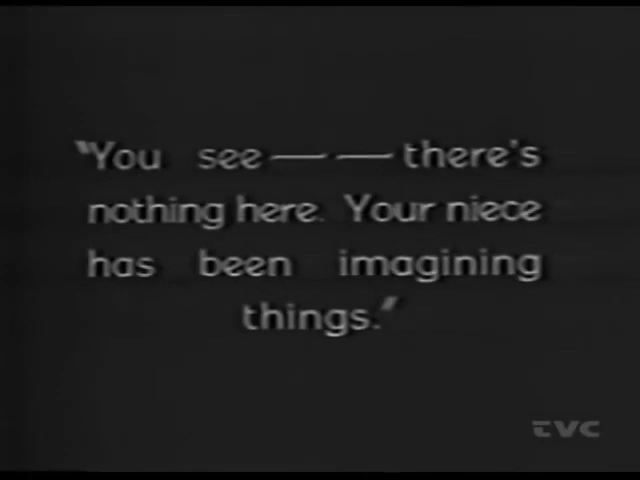 "You see — — there's
nothing here. Your niece
has been imagining
things."
TVC